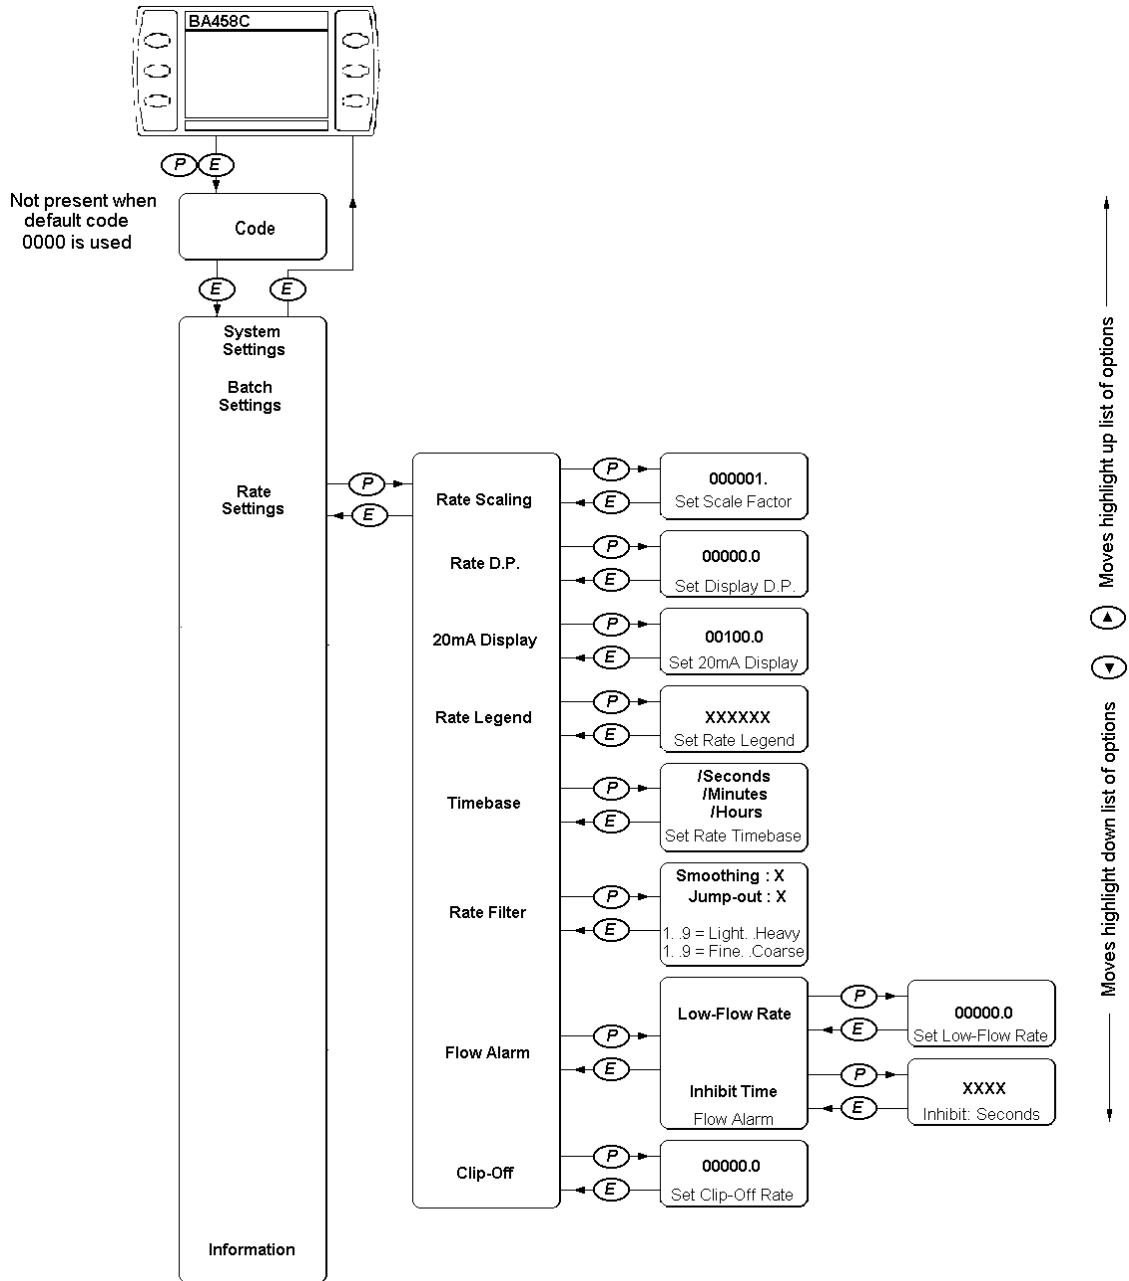 BA458C
P E
Not present when
default code
0000 is used
Code
E E
System
Settings
Batch
Settings
Rate
Settings
P
E
Rate Scaling
P
E
000001.
Set Scale Factor
Rate D.P.
P
E
00000.0
Set Display D.P.
20mA Display
P
E
00100.0
Set 20mA Display
Rate Legend
P
E
XXXXXX
Set Rate Legend
Timebase
P
E
/Seconds
/Minutes
/Hours
Set Rate Timebase
Rate Filter
P
E
Smoothing : X
Jump-out : X
1. .9 = Light. .Heavy
1. .9 = Fine. .Coarse
Flow Alarm
P
E
Low-Flow Rate
P
E
00000.0
Set Low-Flow Rate
Inhibit Time
Flow Alarm
P
E
XXXX
Inhibit: Seconds
Clip-Off
P
E
00000.0
Set Clip-Off Rate
Information
Moves highlight up list of options
Moves highlight down list of options